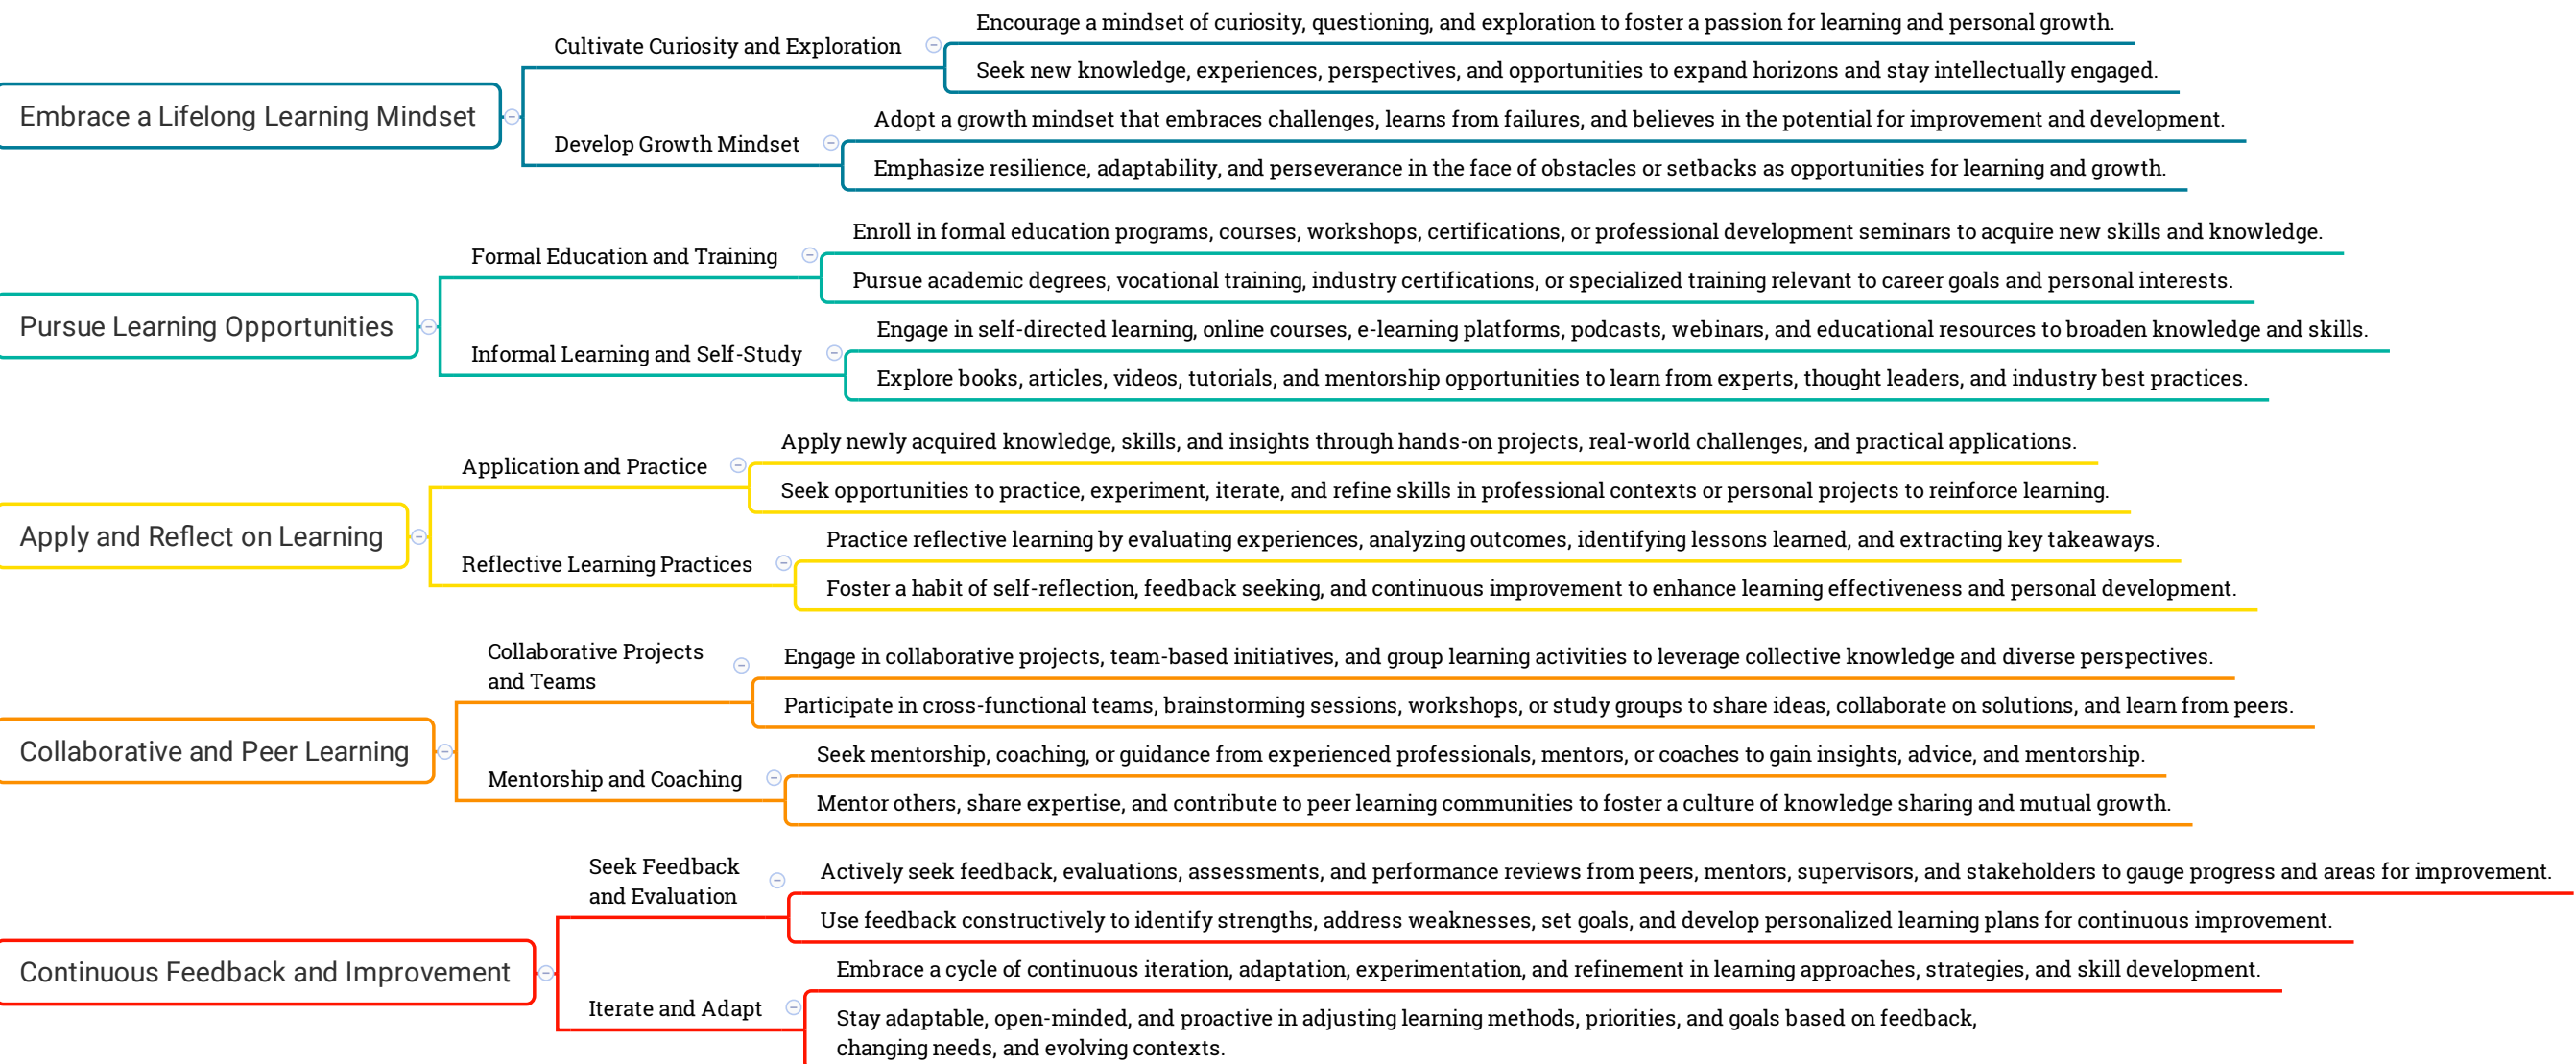 Embrace a Lifelong Learning Mindset
Cultivate Curiosity and Exploration
Encourage a mindset of curiosity, questioning, and exploration to foster a passion for learning and personal growth.
Seek new knowledge, experiences, perspectives, and opportunities to expand horizons and stay intellectually engaged.
Develop Growth Mindset
Adopt a growth mindset that embraces challenges, learns from failures, and believes in the potential for improvement and development.
Emphasize resilience, adaptability, and perseverance in the face of obstacles or setbacks as opportunities for learning and growth.
Pursue Learning Opportunities
Formal Education and Training
Enroll in formal education programs, courses, workshops, certifications, or professional development seminars to acquire new skills and knowledge.
Pursue academic degrees, vocational training, industry certifications, or specialized training relevant to career goals and personal interests.
Informal Learning and Self-Study
Engage in self-directed learning, online courses, e-learning platforms, podcasts, webinars, and educational resources to broaden knowledge and skills.
Explore books, articles, videos, tutorials, and mentorship opportunities to learn from experts, thought leaders, and industry best practices.
Apply and Reflect on Learning
Application and Practice
Apply newly acquired knowledge, skills, and insights through hands-on projects, real-world challenges, and practical applications.
Seek opportunities to practice, experiment, iterate, and refine skills in professional contexts or personal projects to reinforce learning.
Reflective Learning Practices
Practice reflective learning by evaluating experiences, analyzing outcomes, identifying lessons learned, and extracting key takeaways.
Foster a habit of self-reflection, feedback seeking, and continuous improvement to enhance learning effectiveness and personal development.
Collaborative and Peer Learning
Collaborative Projects
and Teams
Engage in collaborative projects, team-based initiatives, and group learning activities to leverage collective knowledge and diverse perspectives.
Participate in cross-functional teams, brainstorming sessions, workshops, or study groups to share ideas, collaborate on solutions, and learn from peers.
Mentorship and Coaching
Seek mentorship, coaching, or guidance from experienced professionals, mentors, or coaches to gain insights, advice, and mentorship.
Mentor others, share expertise, and contribute to peer learning communities to foster a culture of knowledge sharing and mutual growth.
Continuous Feedback and Improvement
Seek Feedback
and Evaluation
Actively seek feedback, evaluations, assessments, and performance reviews from peers, mentors, supervisors, and stakeholders to gauge progress and areas for improvement.
Use feedback constructively to identify strengths, address weaknesses, set goals, and develop personalized learning plans for continuous improvement.
Iterate and Adapt
Embrace a cycle of continuous iteration, adaptation, experimentation, and refinement in learning approaches, strategies, and skill development.
Stay adaptable, open-minded, and proactive in adjusting learning methods, priorities, and goals based on feedback,
changing needs, and evolving contexts.